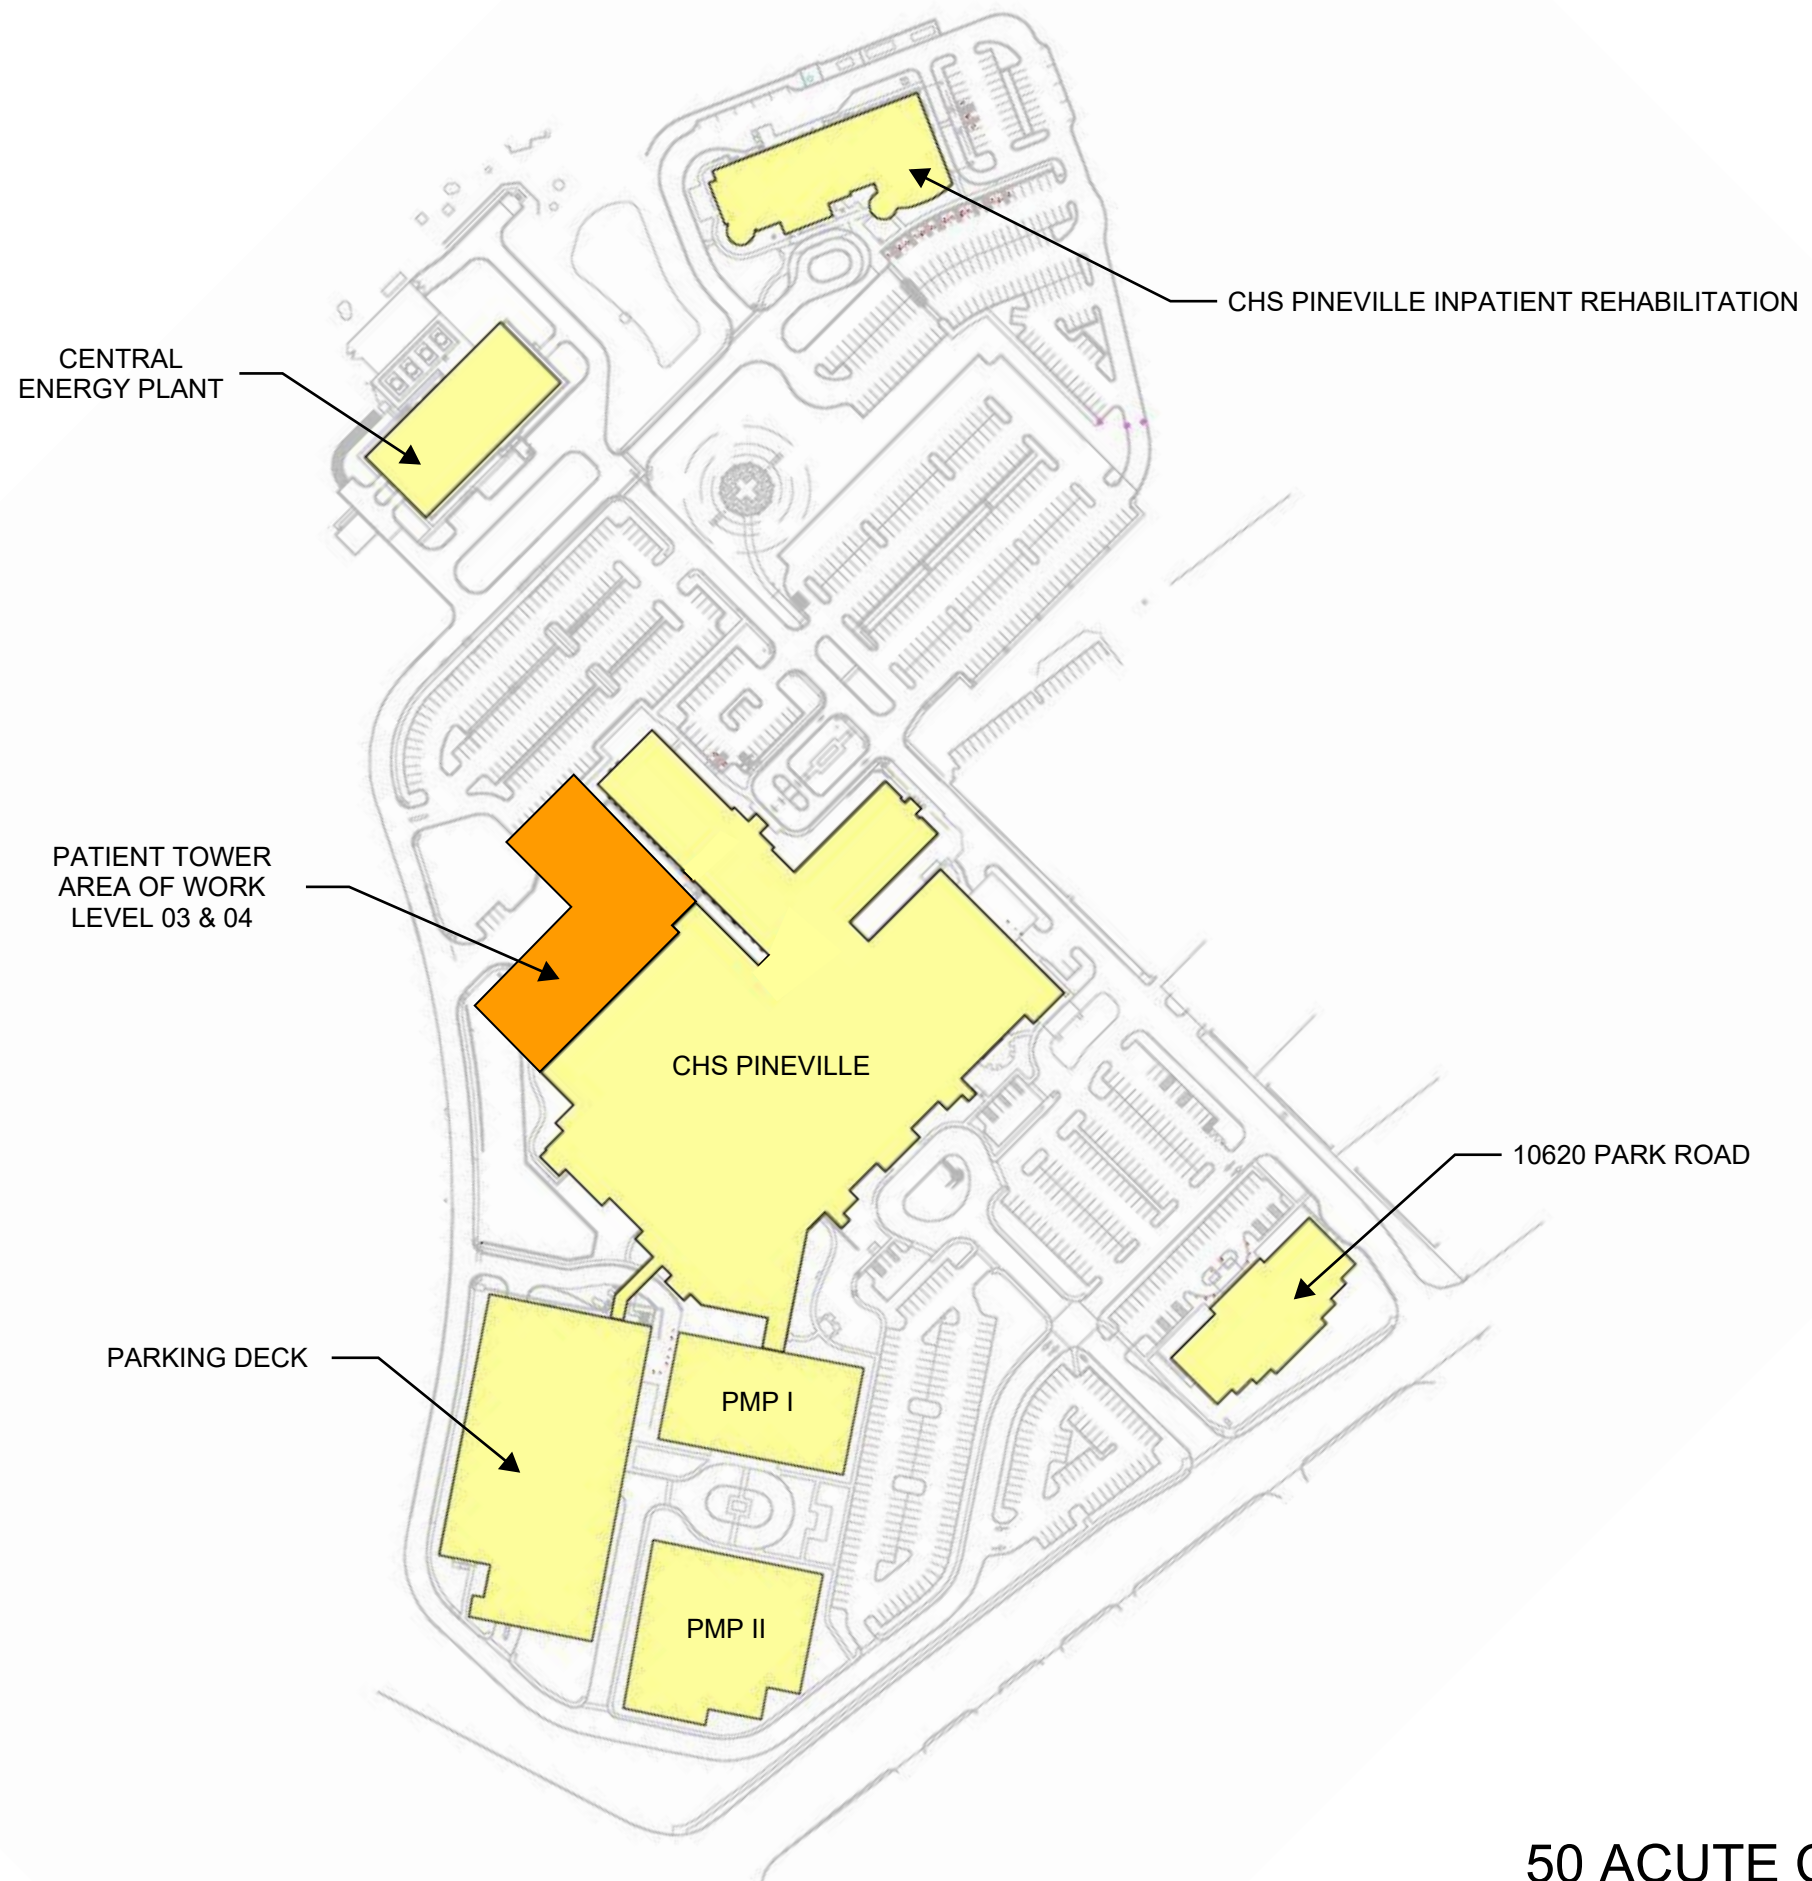 CHS PINEVILLE INPATIENT REHABILITATION
CENTRAL
ENERGY PLANT
PATIENT TOWER
AREA OF WORK
LEVEL 03 & 04
CHS PINEVILLE
10620 PARK ROAD
PARKING DECK
PMP I
PMP II
50 ACUTE